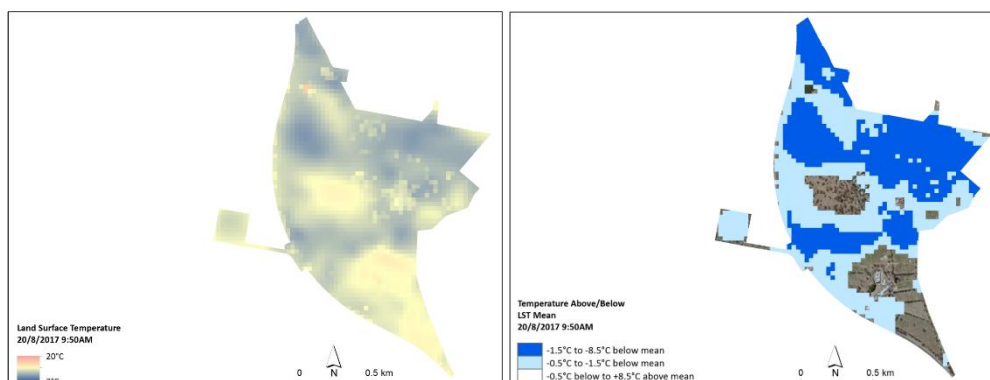 Land Surface Temperature
20/8/2017 9:50AM
20°C
0 N 0.5 km
Temperature Above/Below
LST Mean
20/8/2017 9:50AM
-1.5°C to -8.5°C below mean
-0.5°C to -1.5°C below mean
-0.5°C below to +8.5°C above mean
0 N 0.5 km